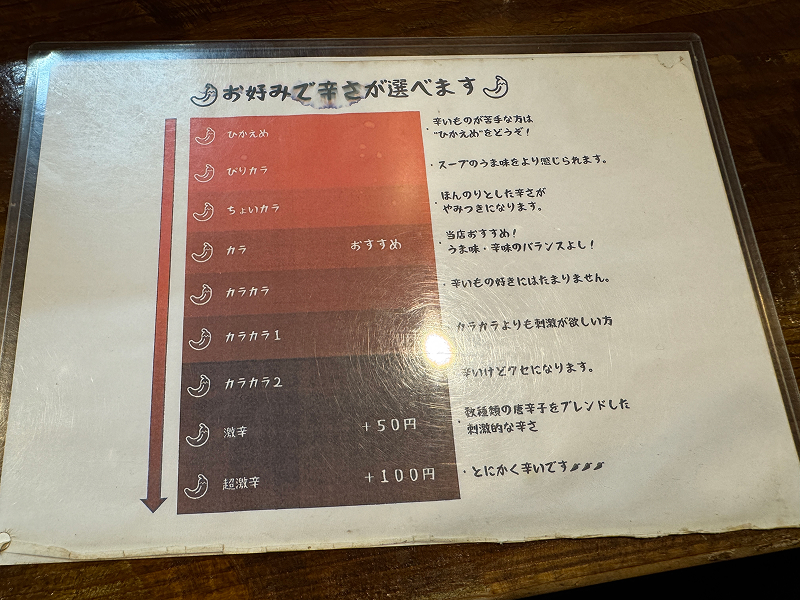 お好みで辛さが選べます
ひかえめ
辛いものが苦手な方は
"ひかえめ"をどうぞ!
ぴりカラ
・スープのうま味をより感じられます。
ちょいカラ
・ほんのりとした辛さが
やみつきになります。
カラ おすすめ
・当店おすすめ!
うま味・辛味のバランスよし!
カラカラ
・辛いもの好きにはたまりません。
カラカラ1
カラカラよりも刺激が欲しい方
カラカラ2
辛いけどクセになります。
激辛 +50円
・数種類の唐辛子をブレンドした
刺激的な辛さ
超激辛 +100円
・とにかく辛いです